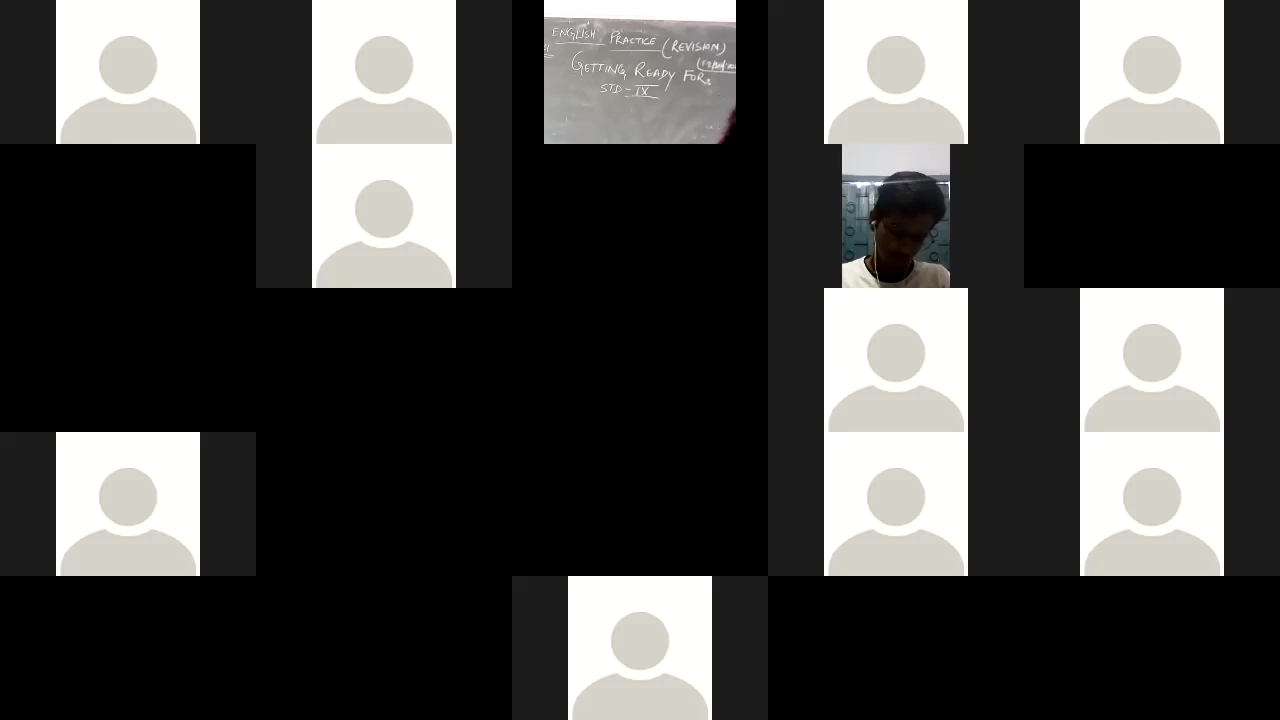 ENGLISH PRACTICE (REVISION)
GETTING READY FOR:
STD - IX